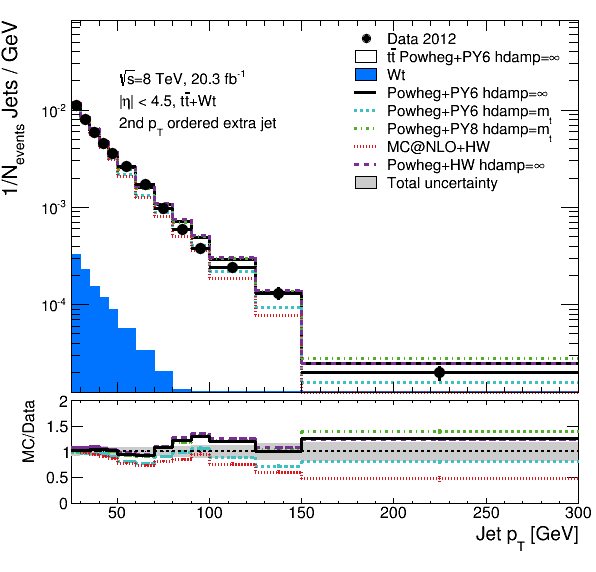 1/N_events Jets / GeV
Data 2012
tt̄ Powheg+PY6 hdamp=∞
Wt
Powheg+PY6 hdamp=∞
Powheg+PY6 hdamp=m_t
Powheg+PY8 hdamp=m_t
MC@NLO+HW
Powheg+HW hdamp=∞
Total uncertainty
√s=8 TeV, 20.3 fb⁻¹
|η| < 4.5, tt̄+Wt
2nd p_T ordered extra jet
10⁻²
10⁻³
10⁻⁴
MC/Data
2
1.5
1
0.5
0
50 100 150 200 250 300
Jet p_T [GeV]